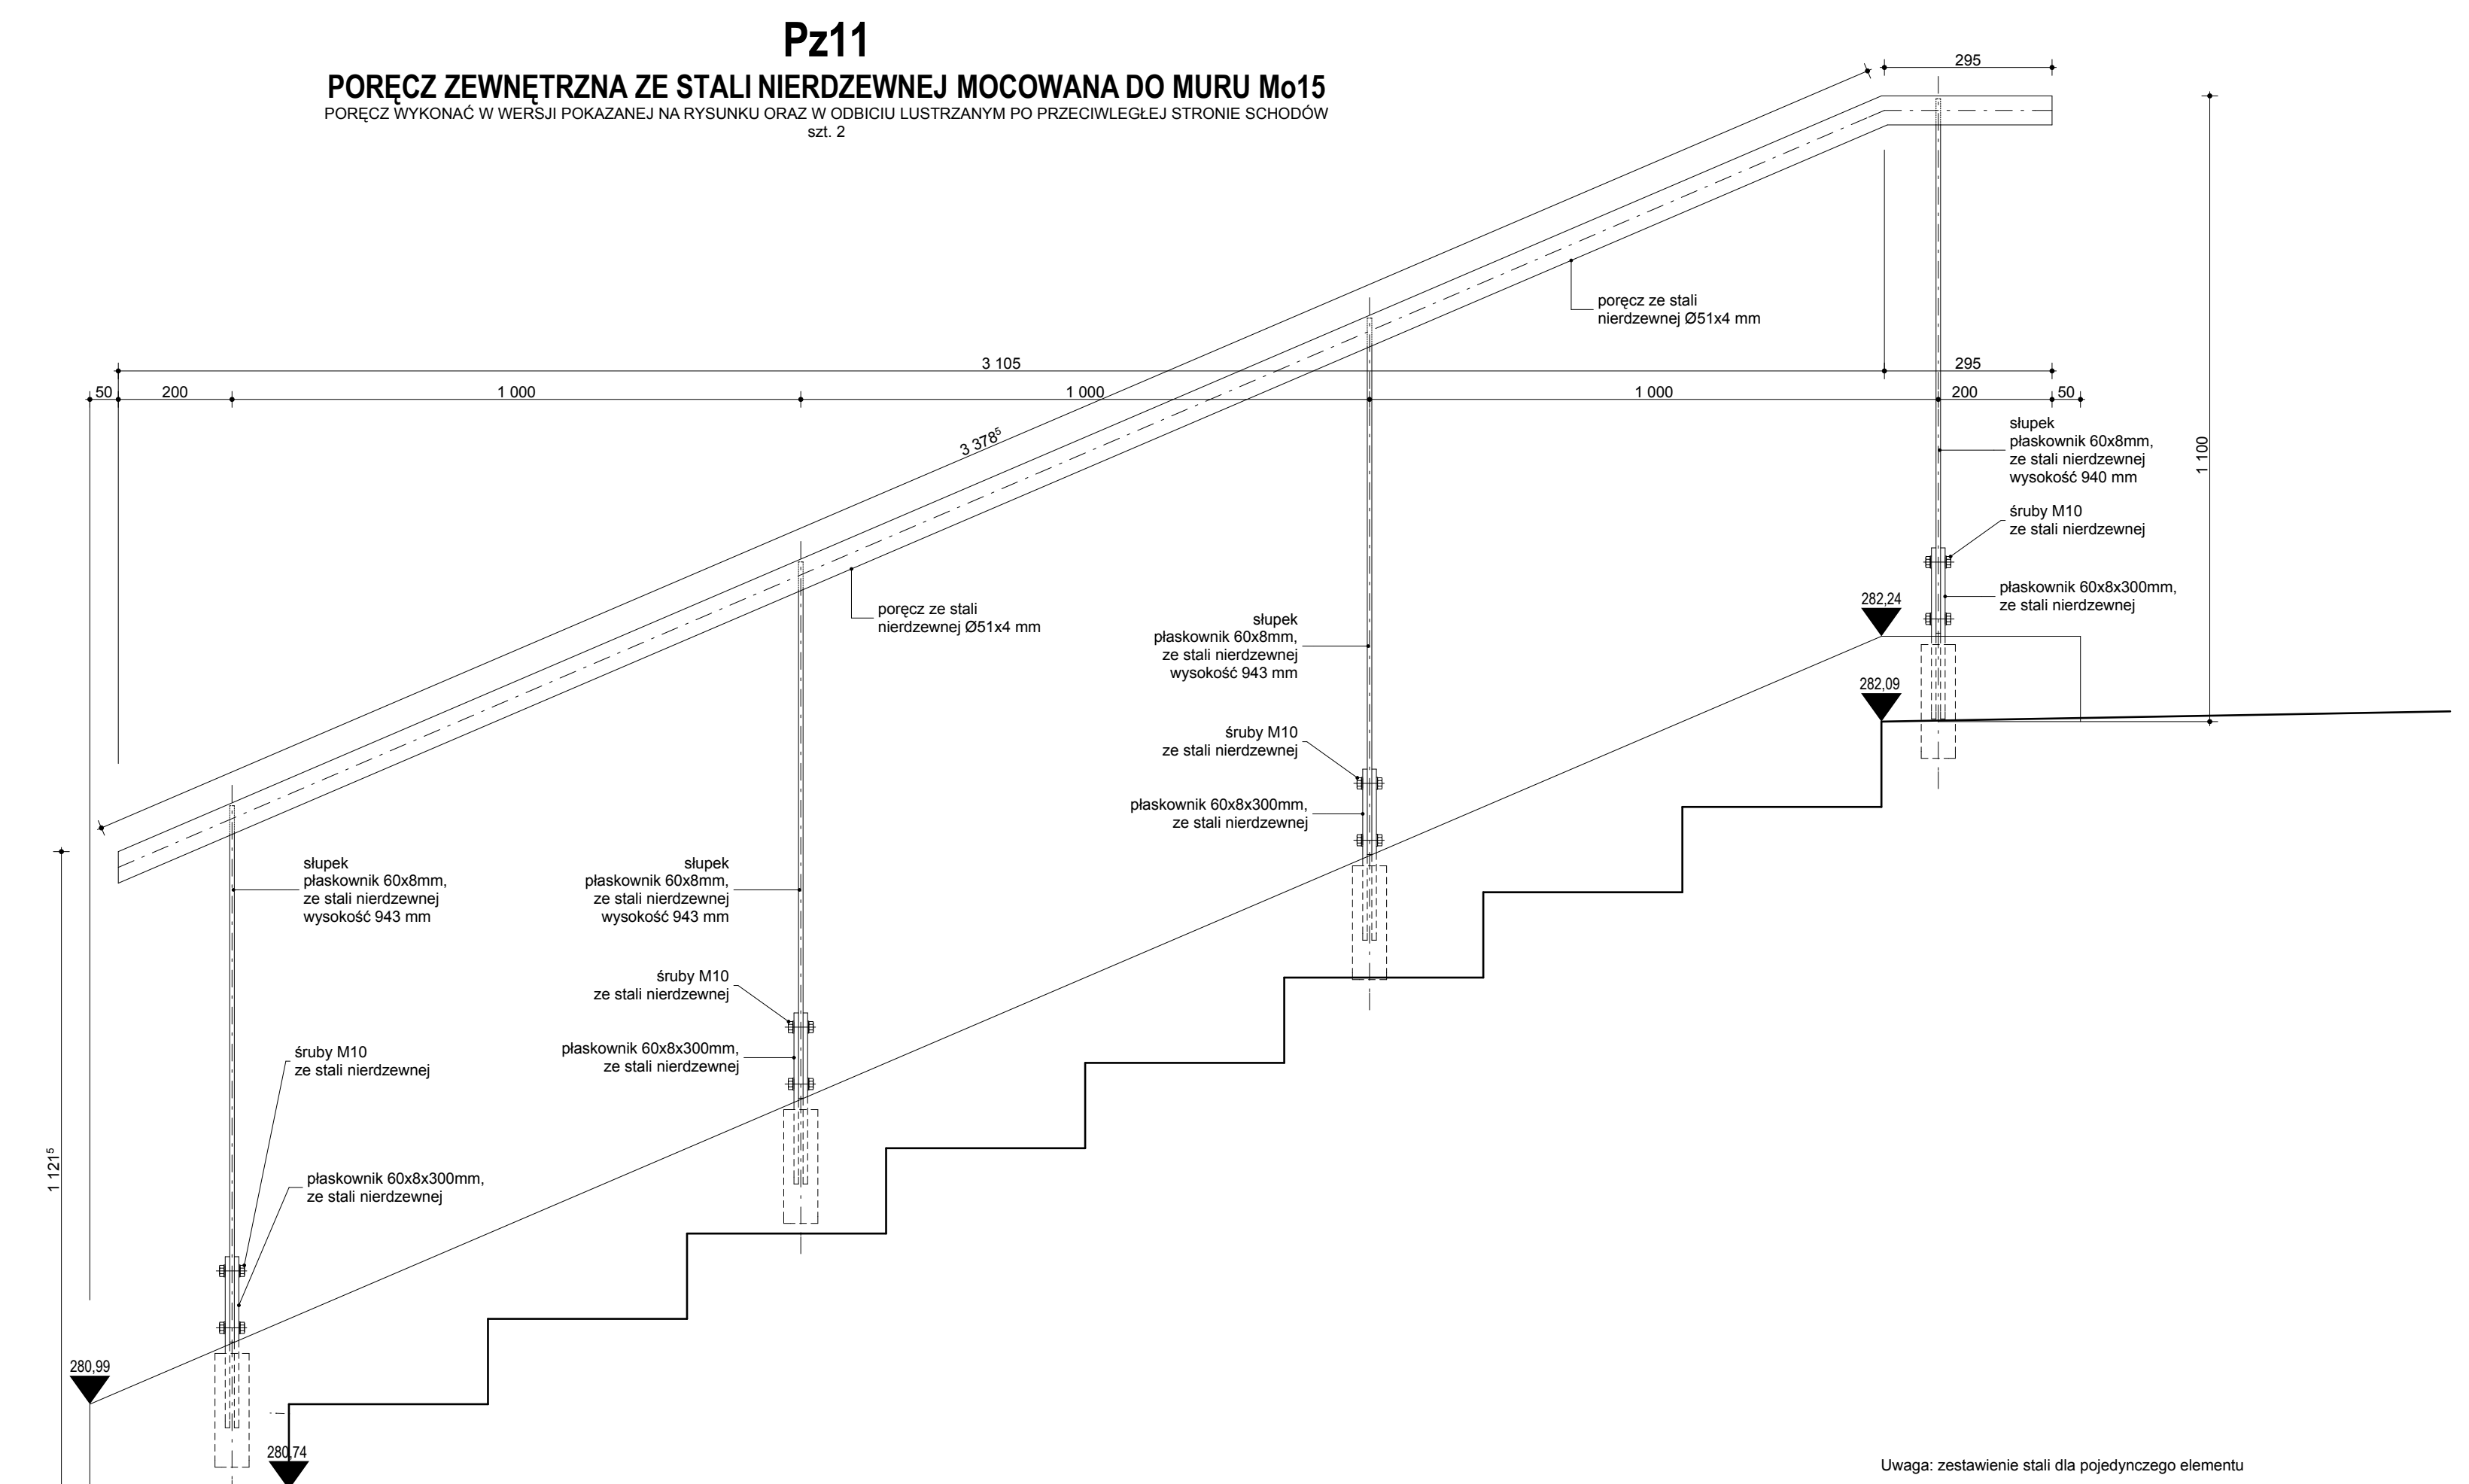 Pz11
PORĘCZ ZEWNĘTRZNA ZE STALI NIERDZEWNEJ MOCOWANA DO MURU Mo15
PORĘCZ WYKONAĆ W WERSJI POKAZANEJ NA RYSUNKU ORAZ W ODBICIU LUSTRZANYM PO PRZECIWLEGŁEJ STRONIE SCHODÓW
szt. 2
295
poręcz ze stali
nierdzewnej Ø51x4 mm
3 105
295
50
200
1 000
1 000
1 000
200
50
3 378⁵
1 100
słupek
płaskownik 60x8mm,
ze stali nierdzewnej
wysokość 940 mm
śruby M10
ze stali nierdzewnej
płaskownik 60x8x300mm,
ze stali nierdzewnej
282,24
282,09
poręcz ze stali
nierdzewnej Ø51x4 mm
słupek
płaskownik 60x8mm,
ze stali nierdzewnej
wysokość 943 mm
śruby M10
ze stali nierdzewnej
płaskownik 60x8x300mm,
ze stali nierdzewnej
słupek
płaskownik 60x8mm,
ze stali nierdzewnej
wysokość 943 mm
słupek
płaskownik 60x8mm,
ze stali nierdzewnej
wysokość 943 mm
śruby M10
ze stali nierdzewnej
płaskownik 60x8x300mm,
ze stali nierdzewnej
śruby M10
ze stali nierdzewnej
płaskownik 60x8x300mm,
ze stali nierdzewnej
1 121⁵
280,99
280,74
Uwaga: zestawienie stali dla pojedynczego elementu